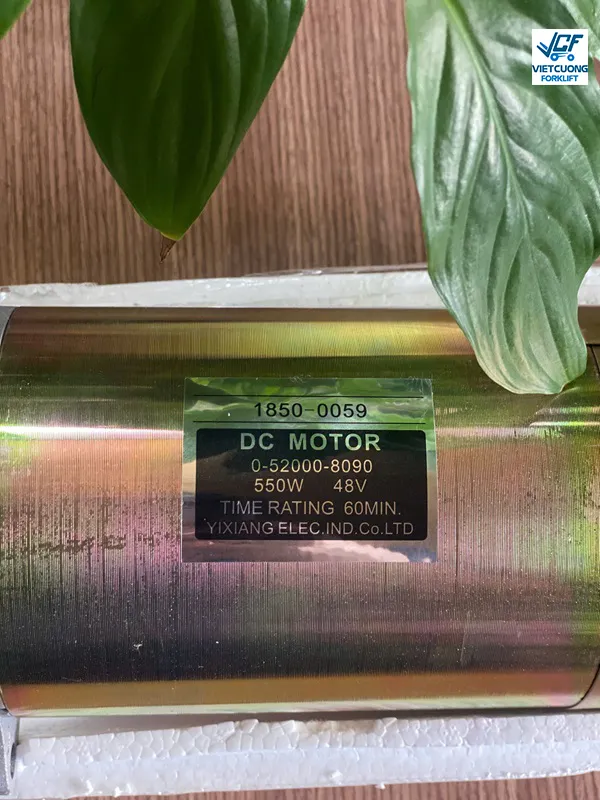 VCF
VIETCUONG
FORKLIFT
1850-0059
DC MOTOR
0-52000-8090
550W 48V
TIME RATING 60MIN.
YIXIANG ELEC.IND.Co.LTD